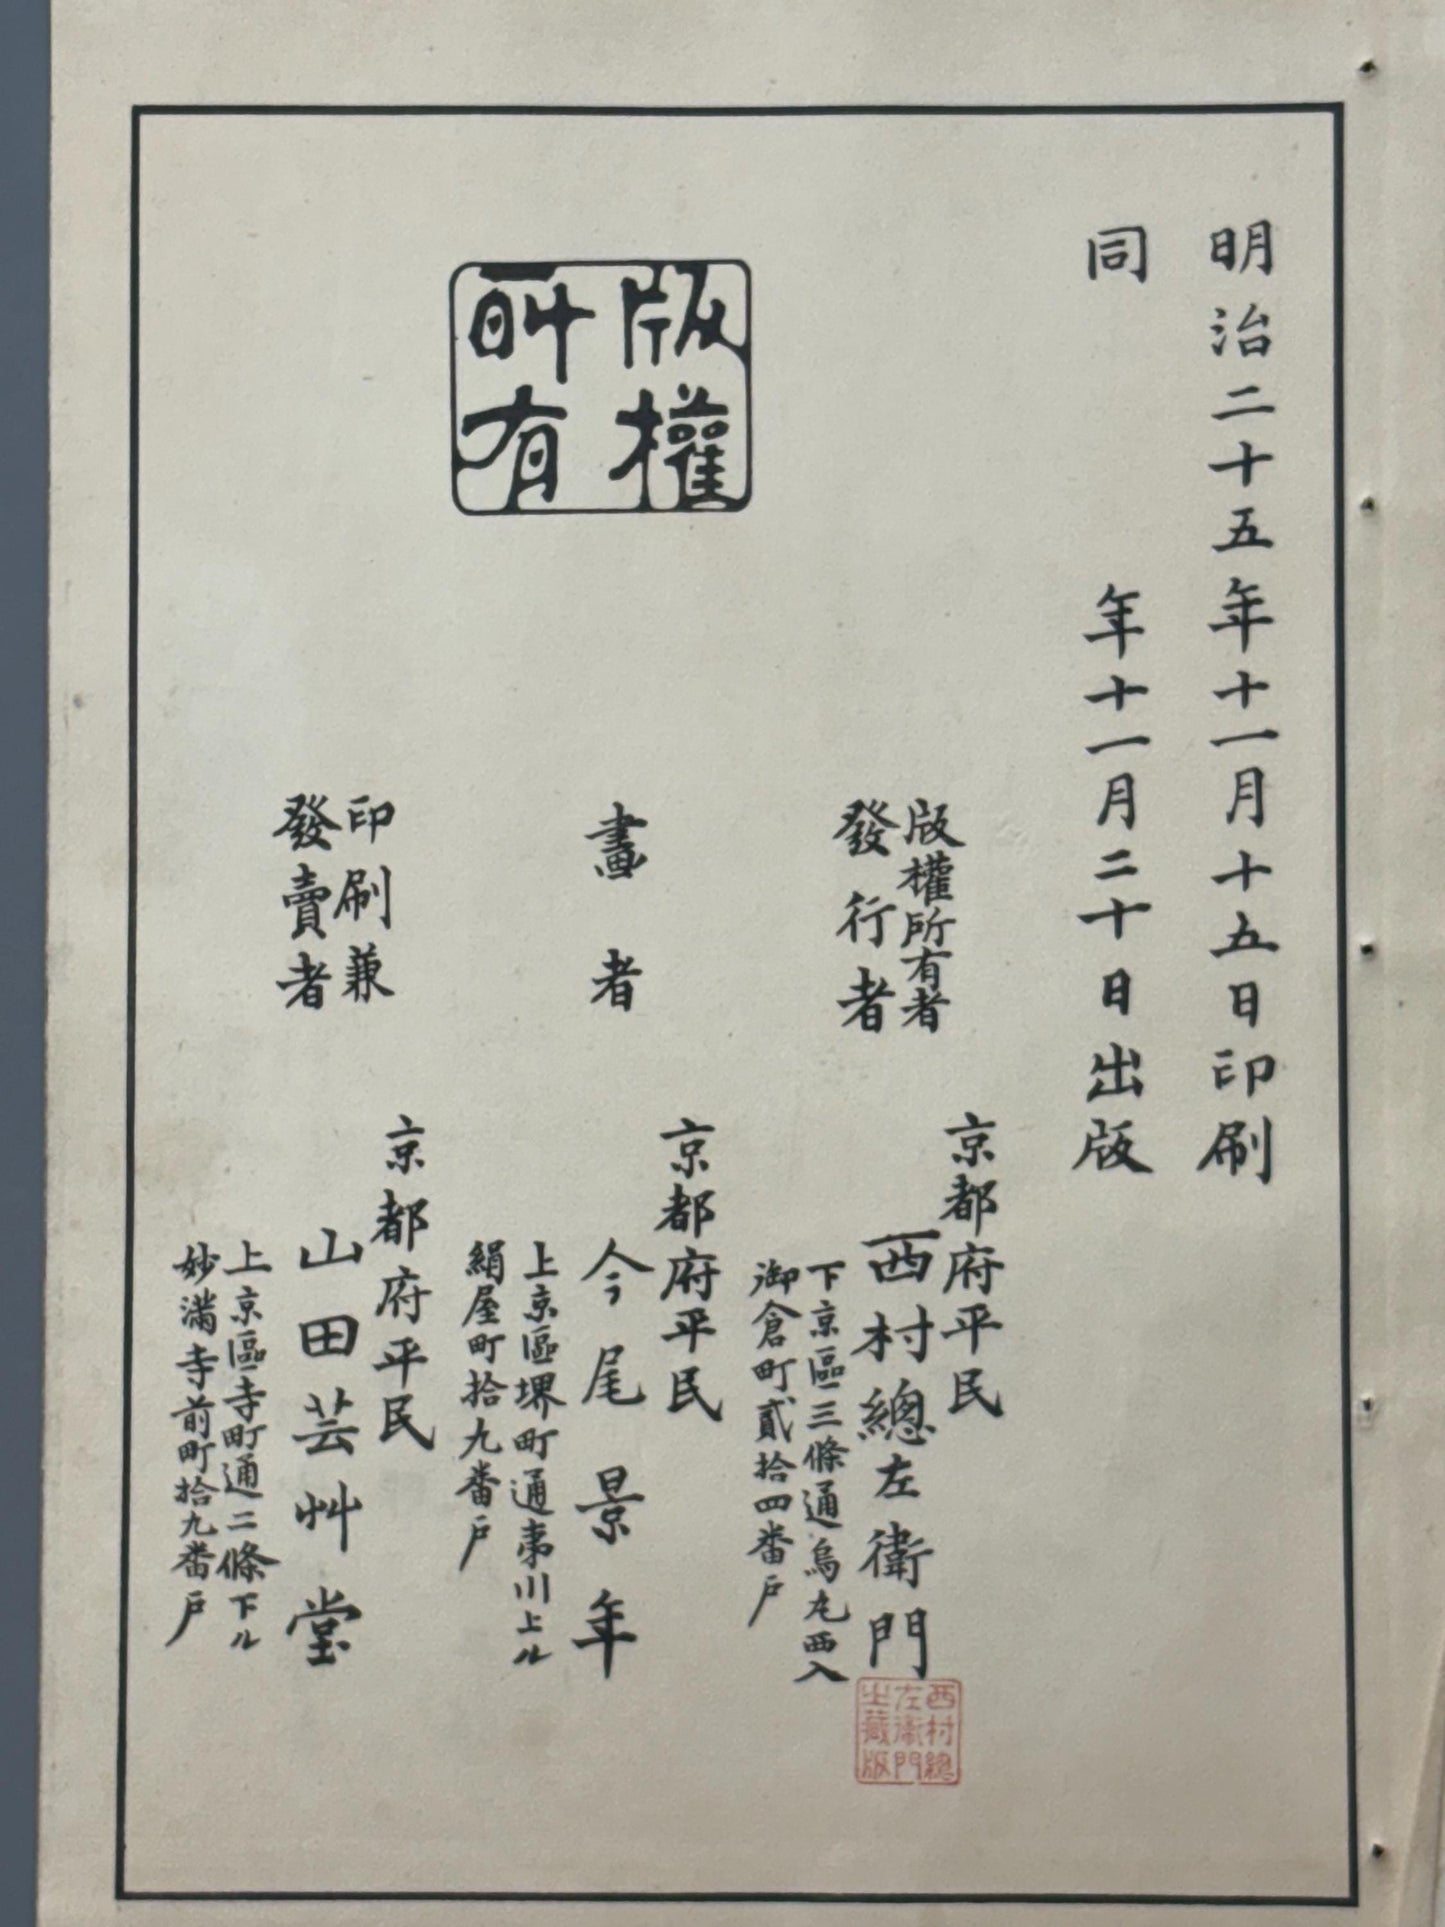 明治二十五年十一月十五日印刷
同年十一月二十日出版
版權所有者
發行者
京都府平民
西村總左衞門
下京區三條通烏丸西入
御倉町貳拾四番戶
西村總
左衞門
之藏版
版權
所有
畫者
京都府平民
今尾景年
上京區堺町通夷川上ル
絹屋町拾九番戶
印刷兼
發賣者
京都府平民
山田芸艸堂
上京區寺町通二條下ル
妙滿寺前町拾九番戶